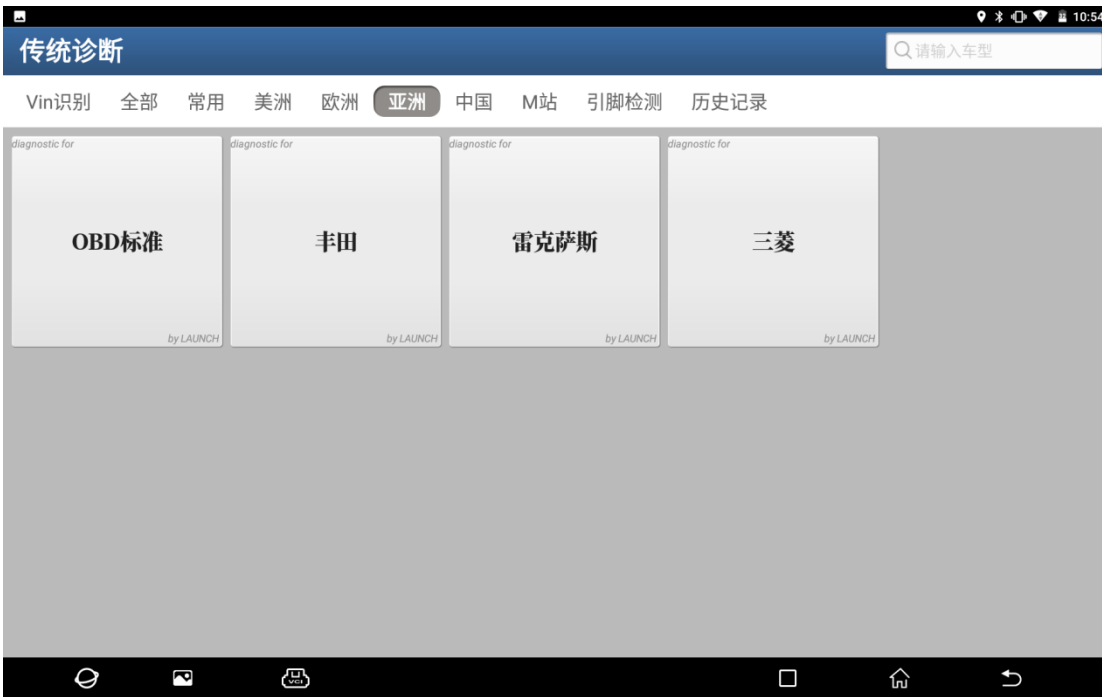 10:54
传统诊断
请输入车型
Vin识别 全部 常用 美洲 欧洲 亚洲 中国 M站 引脚检测 历史记录
diagnostic for diagnostic for diagnostic for diagnostic for
OBD标准 丰田 雷克萨斯 三菱
by LAUNCH by LAUNCH by LAUNCH by LAUNCH
VCI